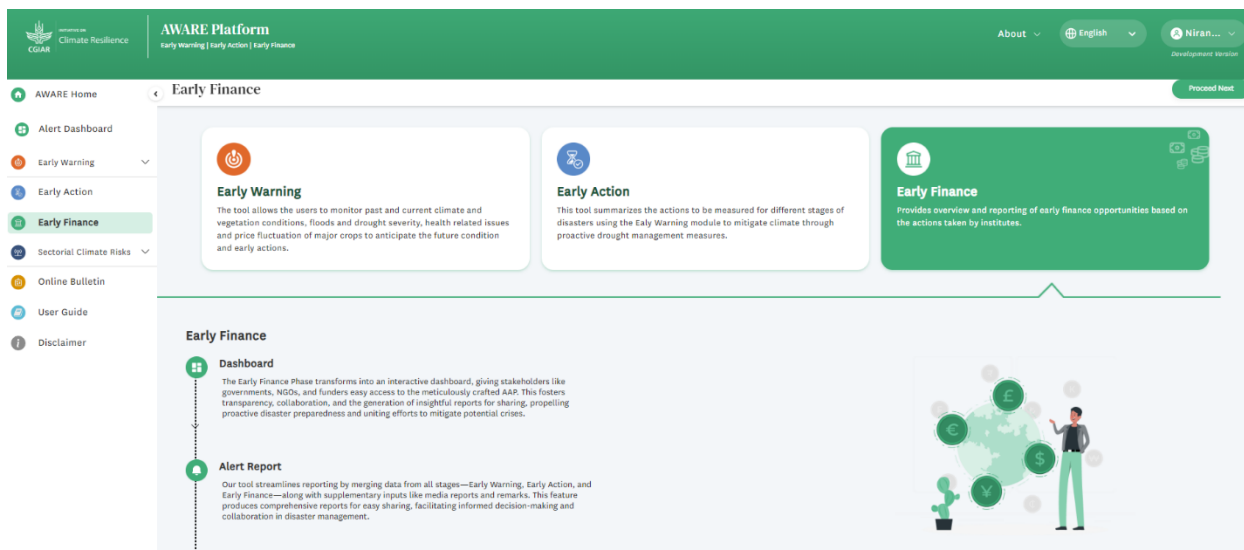 INITIATIVE ON
Climate Resilience
CGIAR
AWARE Platform
Early Warning | Early Action | Early Finance
About
English
Niran...
Development Version
AWARE Home
Alert Dashboard
Early Warning
Early Action
Early Finance
Sectorial Climate Risks
Online Bulletin
User Guide
Disclaimer
Early Finance
Proceed Next
Early Warning
The tool allows the users to monitor past and current climate and
vegetation conditions, floods and drought severity, health related issues
and price fluctuation of major crops to anticipate the future condition
and early actions.
Early Action
This tool summarizes the actions to be measured for different stages of
disasters using the Ealy Warning module to mitigate climate through
proactive drought management measures.
Early Finance
Provides overview and reporting of early finance opportunities based on
the actions taken by institutes.
Early Finance
Dashboard
The Early Finance Phase transforms into an interactive dashboard, giving stakeholders like
governments, NGOs, and funders easy access to the meticulously crafted AAP. This fosters
transparency, collaboration, and the generation of insightful reports for sharing, propelling
proactive disaster preparedness and uniting efforts to mitigate potential crises.
Alert Report
Our tool streamlines reporting by merging data from all stages—Early Warning, Early Action, and
Early Finance—along with supplementary inputs like media reports and remarks. This feature
produces comprehensive reports for easy sharing, facilitating informed decision-making and
collaboration in disaster management.
£
€
$
¥